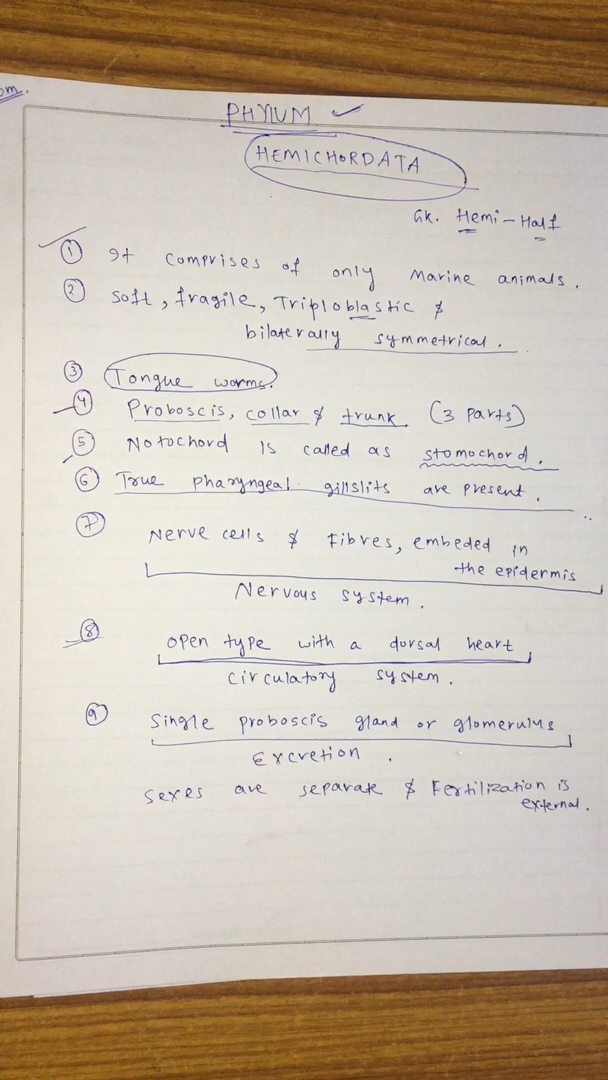 om.
PHYLUM ✓
HEMICHORDATA
Gk. Hemi - Half
① It comprises of only Marine animals.
② Soft, fragile, Triploblastic &
bilaterally symmetrical.
③ Tongue worms.
④ Proboscis, collar & trunk. (3 parts)
⑤ Notochord is called as stomochord.
⑥ True pharyngeal gillslits are present.
⑦ Nerve cells & Fibres, embeded in
the epidermis
Nervous system.
⑧ open type with a dorsal heart
circulatory system.
⑨ Single proboscis gland or glomerulus
Excretion.
Sexes are separate & Fertilization is
external.